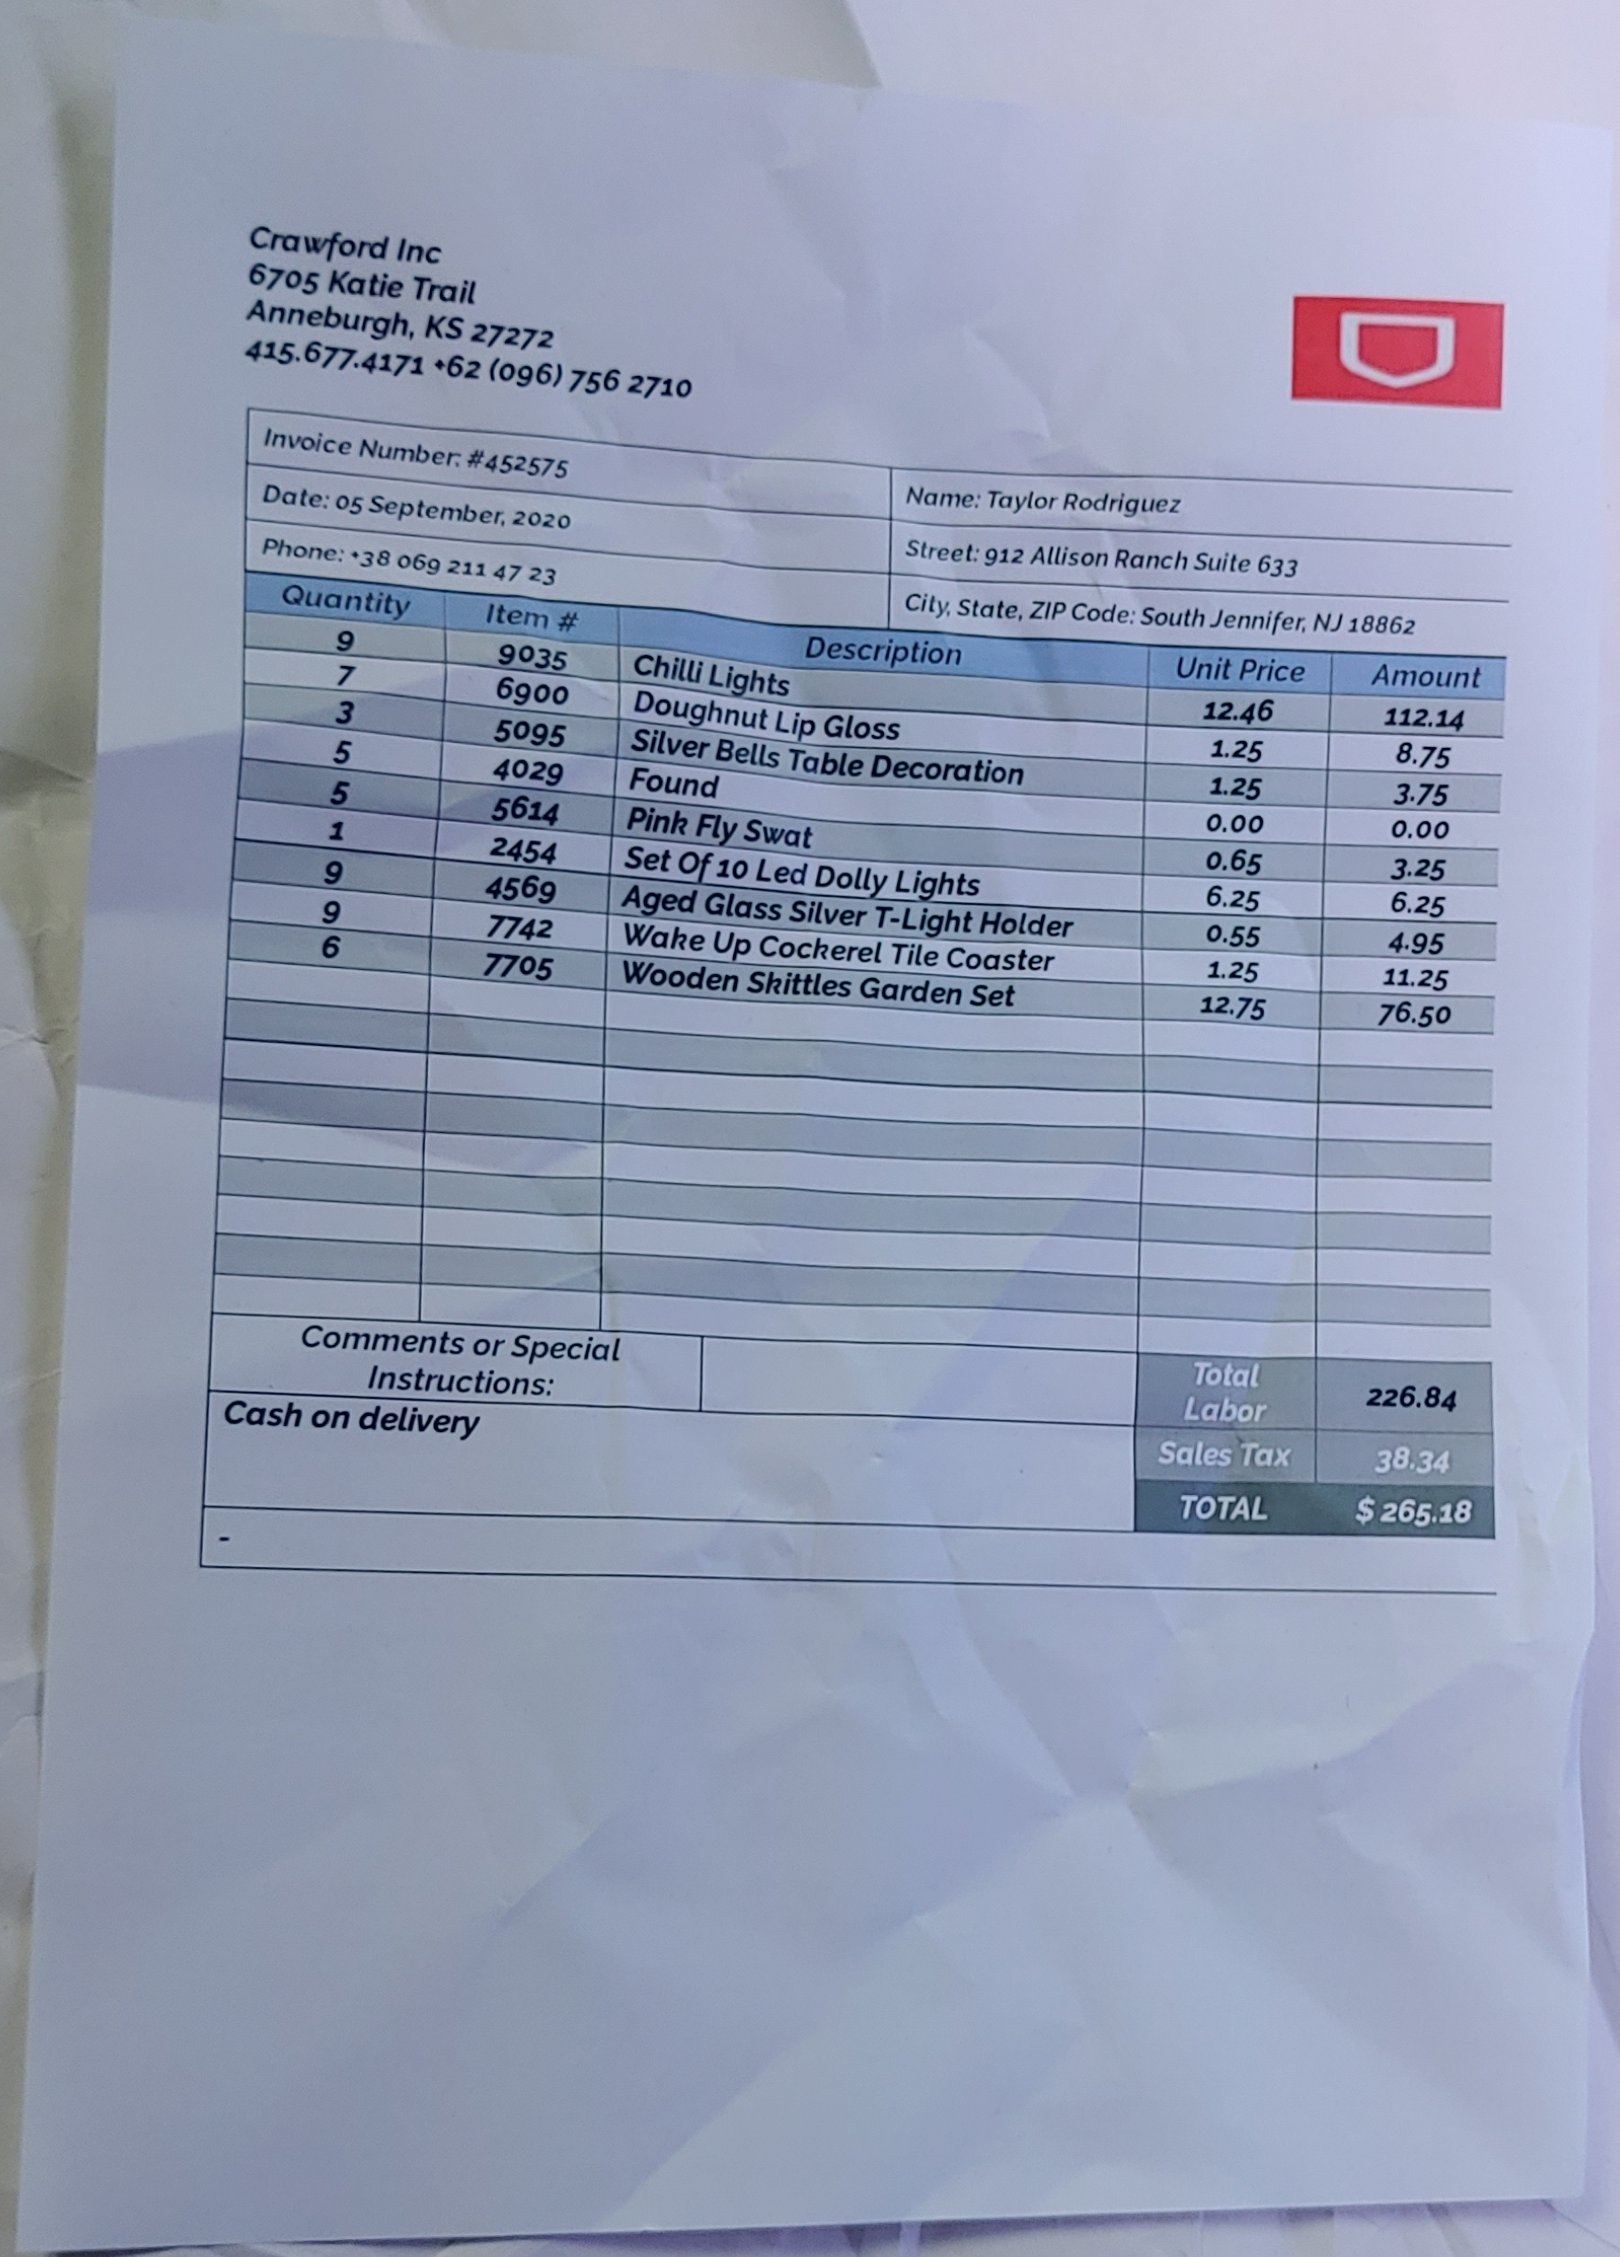 Crawford Inc
6705 Katie Trail
Anneburgh, KS 27272
415.677.4171 +62 (096) 756 2710
Invoice Number: #452575
Name: Taylor Rodriguez
Date: 05 September, 2020
Street: 912 Allison Ranch Suite 633
Phone: +38 069 211 47 23
City, State, ZIP Code: South Jennifer, NJ 18862
Quantity Item # Description Unit Price Amount
9 9035 Chilli Lights 12.46 112.14
7 6900 Doughnut Lip Gloss 1.25 8.75
3 5095 Silver Bells Table Decoration 1.25 3.75
5 4029 Found 0.00 0.00
5 5614 Pink Fly Swat 0.65 3.25
1 2454 Set Of 10 Led Dolly Lights 6.25 6.25
9 4569 Aged Glass Silver T-Light Holder 0.55 4.95
9 7742 Wake Up Cockerel Tile Coaster 1.25 11.25
6 7705 Wooden Skittles Garden Set 12.75 76.50
Comments or Special
Instructions:
Cash on delivery
-
Total
Labor 226.84
Sales Tax 38.34
TOTAL $ 265.18